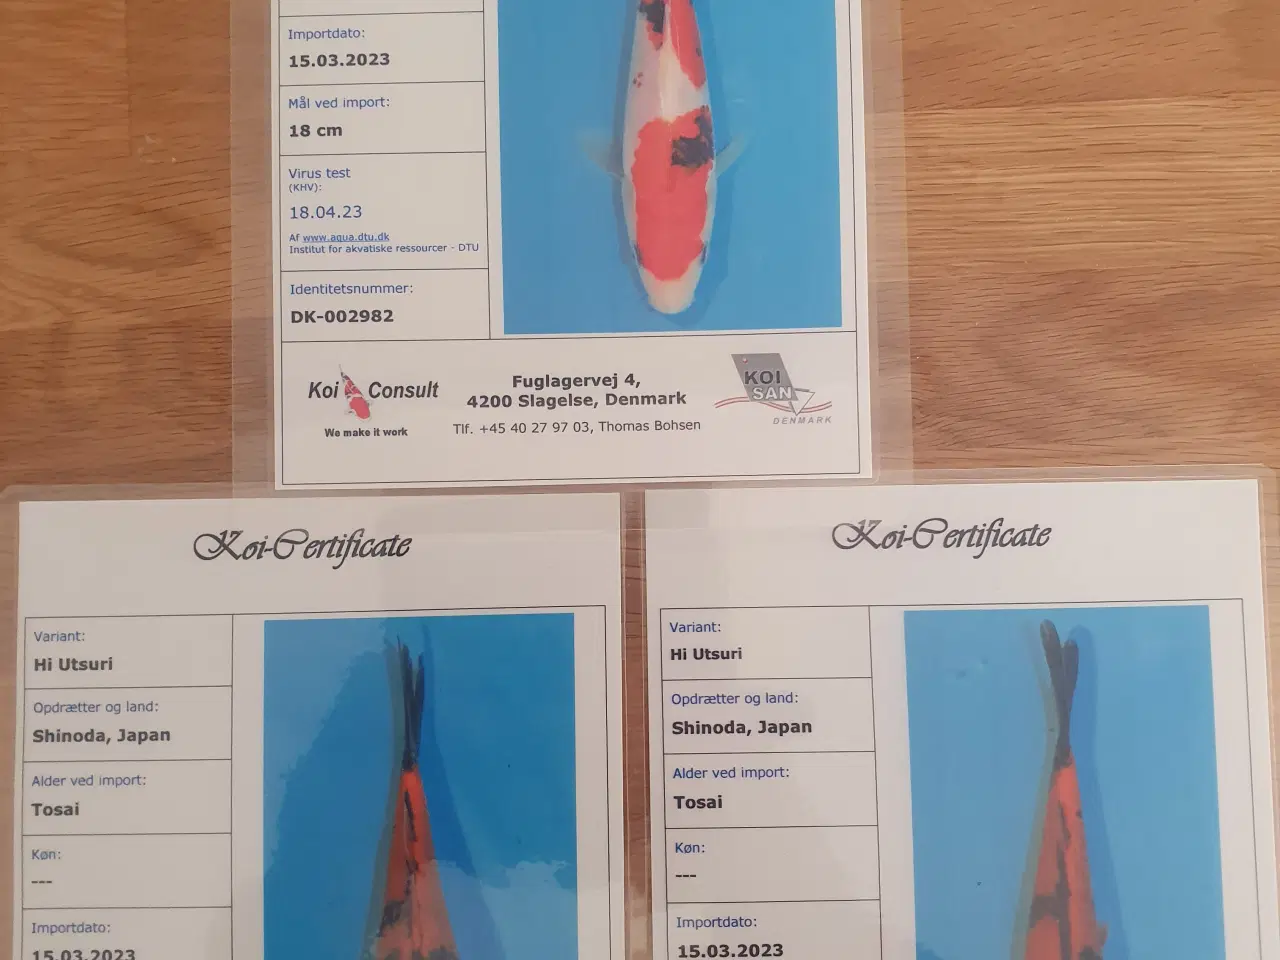 Importdato:
15.03.2023
Mål ved import:
18 cm
Virus test
(KHV):
18.04.23
Af www.aqua.dtu.dk
Institut for akvatiske ressourcer - DTU
Identitetsnummer:
DK-002982
Koi Consult
We make it work
Fuglagervej 4,
4200 Slagelse, Denmark
Tlf. +45 40 27 97 03, Thomas Bohsen
KOI
SAN
DENMARK
Koi-Certificate
Variant:
Hi Utsuri
Opdrætter og land:
Shinoda, Japan
Alder ved import:
Tosai
Køn:
---
Importdato:
15.03.2023
Koi-Certificate
Variant:
Hi Utsuri
Opdrætter og land:
Shinoda, Japan
Alder ved import:
Tosai
Køn:
---
Importdato:
15.03.2023